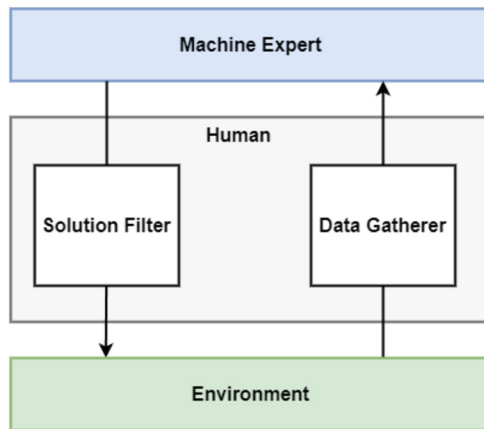 Machine Expert
Human
Solution Filter
Data Gatherer
Environment